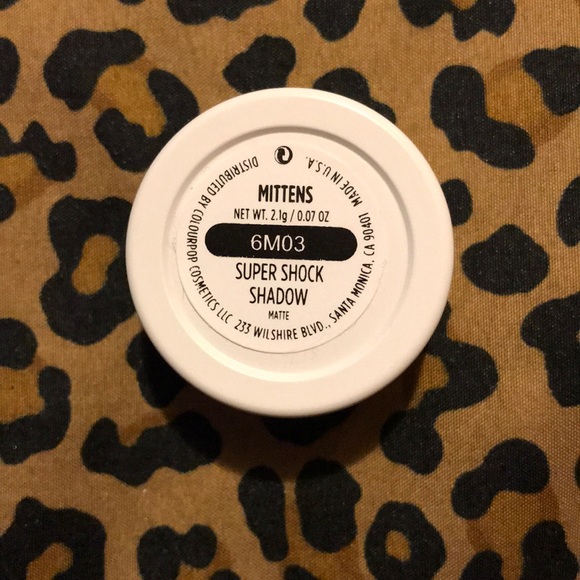 MITTENS
NET WT. 2.1g / 0.07 OZ
6M03
SUPER SHOCK
SHADOW
MATTE
DISTRIBUTED BY COLOURPOP COSMETICS LLC 233 WILSHIRE BLVD., SANTA MONICA, CA 90401 MADE IN U.S.A.